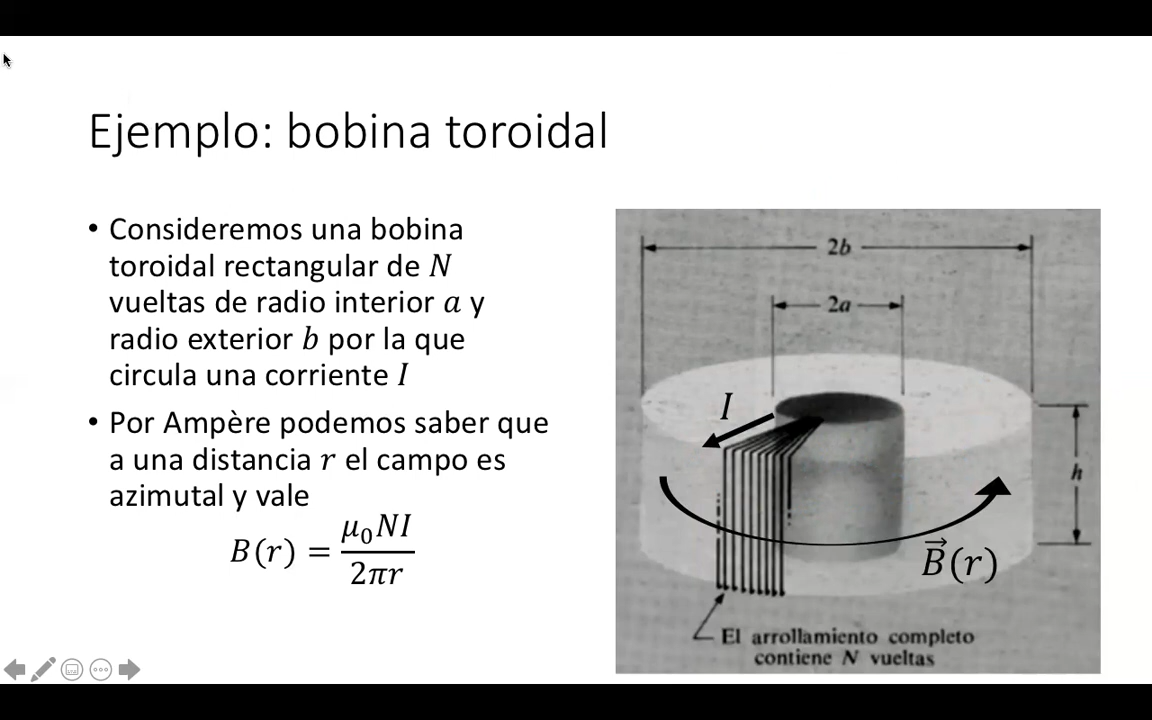 Ejemplo: bobina toroidal
• Consideremos una bobina
toroidal rectangular de N
vueltas de radio interior a y
radio exterior b por la que
circula una corriente I
• Por Ampère podemos saber que
a una distancia r el campo es
azimutal y vale
B(r) = μ₀NI / 2πr
2b
2a
I
h
B⃗(r)
El arrollamiento completo
contiene N vueltas